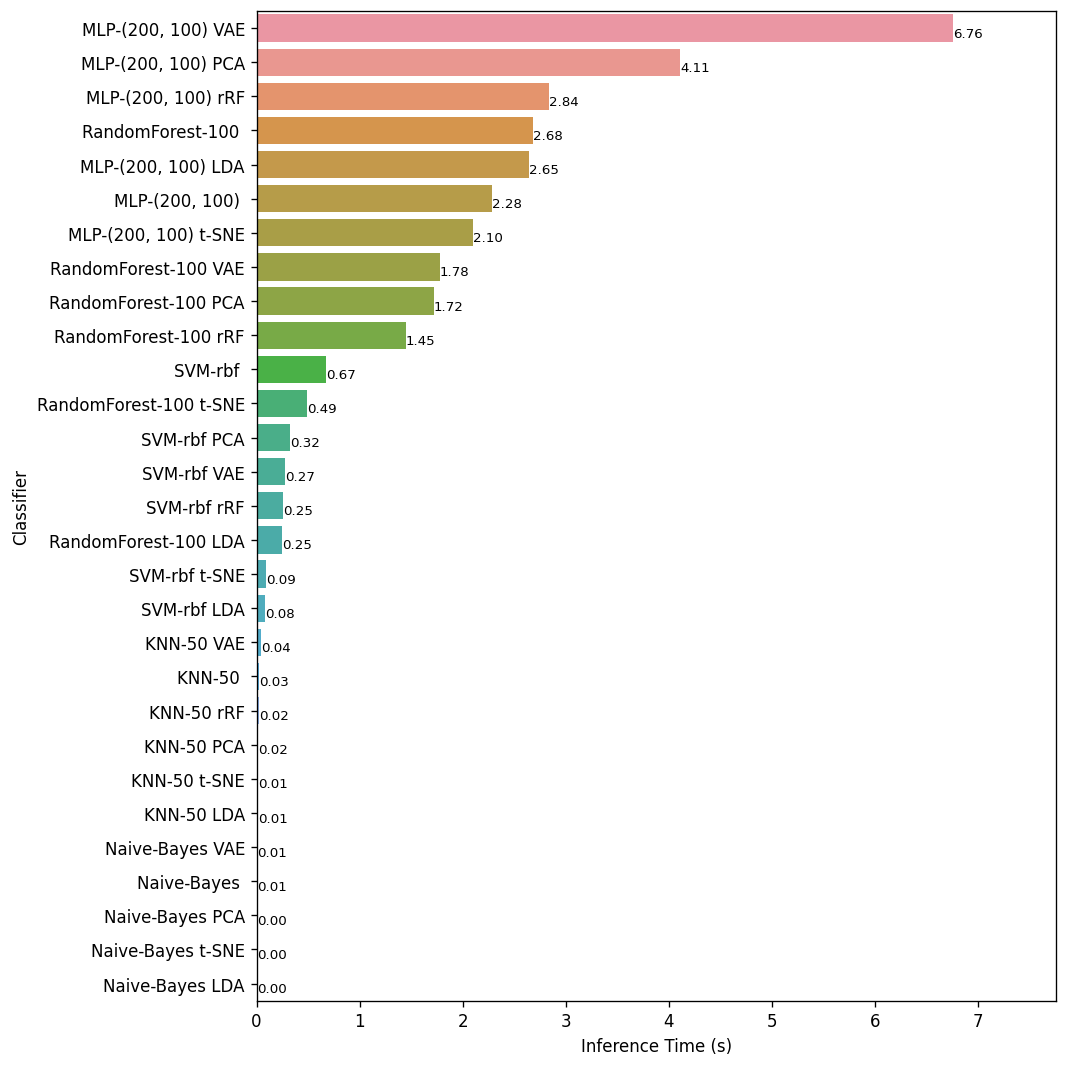 MLP-(200, 100) VAE 6.76
MLP-(200, 100) PCA 4.11
MLP-(200, 100) rRF 2.84
RandomForest-100 2.68
MLP-(200, 100) LDA 2.65
MLP-(200, 100) 2.28
MLP-(200, 100) t-SNE 2.10
RandomForest-100 VAE 1.78
RandomForest-100 PCA 1.72
RandomForest-100 rRF 1.45
SVM-rbf 0.67
RandomForest-100 t-SNE 0.49
SVM-rbf PCA 0.32
SVM-rbf VAE 0.27
SVM-rbf rRF 0.25
RandomForest-100 LDA 0.25
SVM-rbf t-SNE 0.09
SVM-rbf LDA 0.08
KNN-50 VAE 0.04
KNN-50 0.03
KNN-50 rRF 0.02
KNN-50 PCA 0.02
KNN-50 t-SNE 0.01
KNN-50 LDA 0.01
Naive-Bayes VAE 0.01
Naive-Bayes 0.01
Naive-Bayes PCA 0.00
Naive-Bayes t-SNE 0.00
Naive-Bayes LDA 0.00
Classifier
0 1 2 3 4 5 6 7
Inference Time (s)